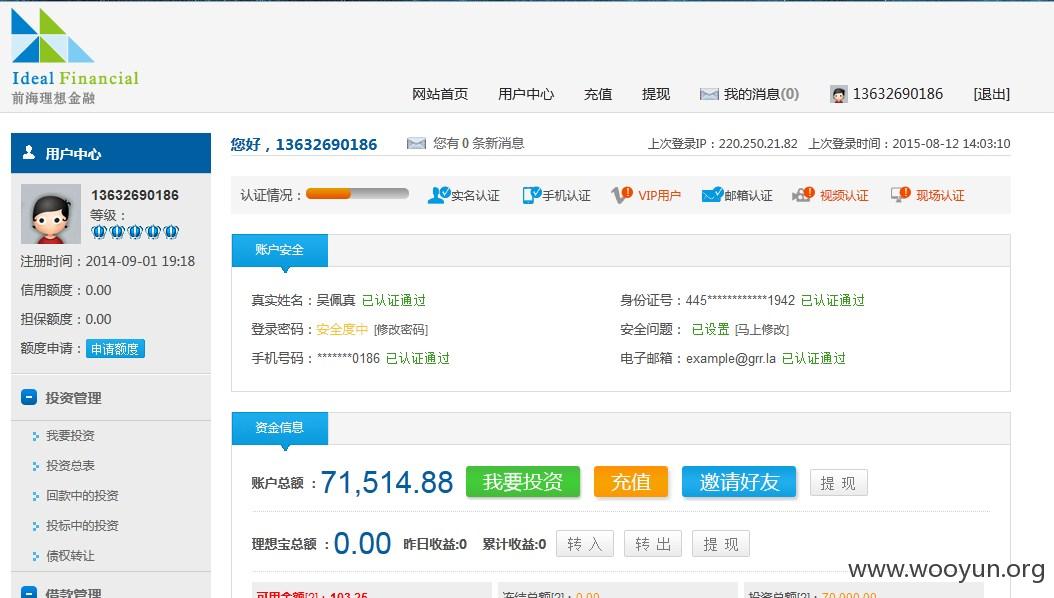 Ideal Financial
前海理想金融
网站首页 用户中心 充值 提现 我的消息(0) 13632690186 [退出]
用户中心
您好，13632690186 您有 0 条新消息 上次登录IP：220.250.21.82 上次登录时间：2015-08-12 14:03:10
13632690186
等级：
注册时间：2014-09-01 19:18
信用额度：0.00
担保额度：0.00
额度申请：申请额度
认证情况： 实名认证 手机认证 VIP用户 邮箱认证 视频认证 现场认证
账户安全
真实姓名：吴佩真 已认证通过 身份证号：445************1942 已认证通过
登录密码：安全度中 [修改密码] 安全问题： 已设置 [马上修改]
手机号码：*******0186 已认证通过 电子邮箱：example@grr.la 已认证通过
投资管理
我要投资
投资总表
回款中的投资
投标中的投资
债权转让
借款管理
资金信息
账户总额：71,514.88 我要投资 充值 邀请好友 提 现
理想宝总额：0.00 昨日收益:0 累计收益:0 转 入 转 出 提 现
可用金额[?]：103.26 冻结总额[?]：0.00 投资总额[?]：70,000.00
www.wooyun.org